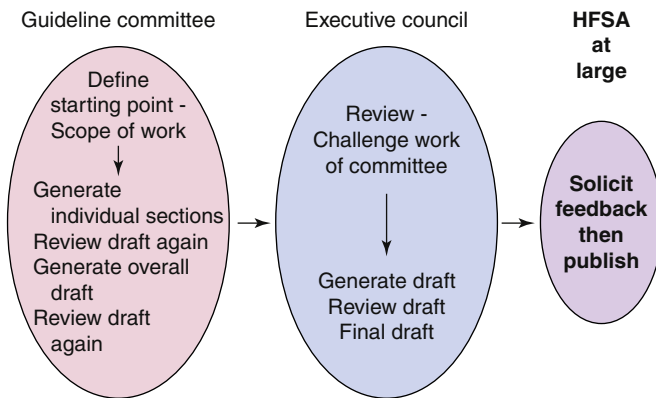 Guideline committee
Define
starting point -
Scope of work
Generate
individual sections
Review draft again
Generate overall
draft
Review draft
again
Executive council
Review -
Challenge work
of committee
Generate draft
Review draft
Final draft
HFSA
at
large
Solicit
feedback
then
publish